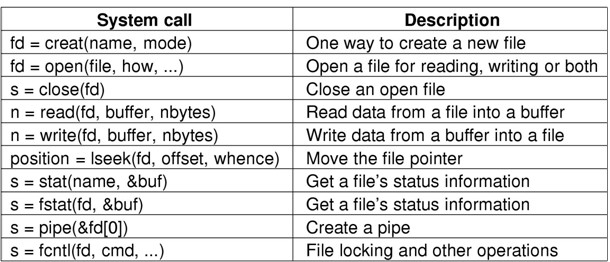 System call Description
fd = creat(name, mode) One way to create a new file
fd = open(file, how, ...) Open a file for reading, writing or both
s = close(fd) Close an open file
n = read(fd, buffer, nbytes) Read data from a file into a buffer
n = write(fd, buffer, nbytes) Write data from a buffer into a file
position = lseek(fd, offset, whence) Move the file pointer
s = stat(name, &buf) Get a file's status information
s = fstat(fd, &buf) Get a file's status information
s = pipe(&fd[0]) Create a pipe
s = fcntl(fd, cmd, ...) File locking and other operations